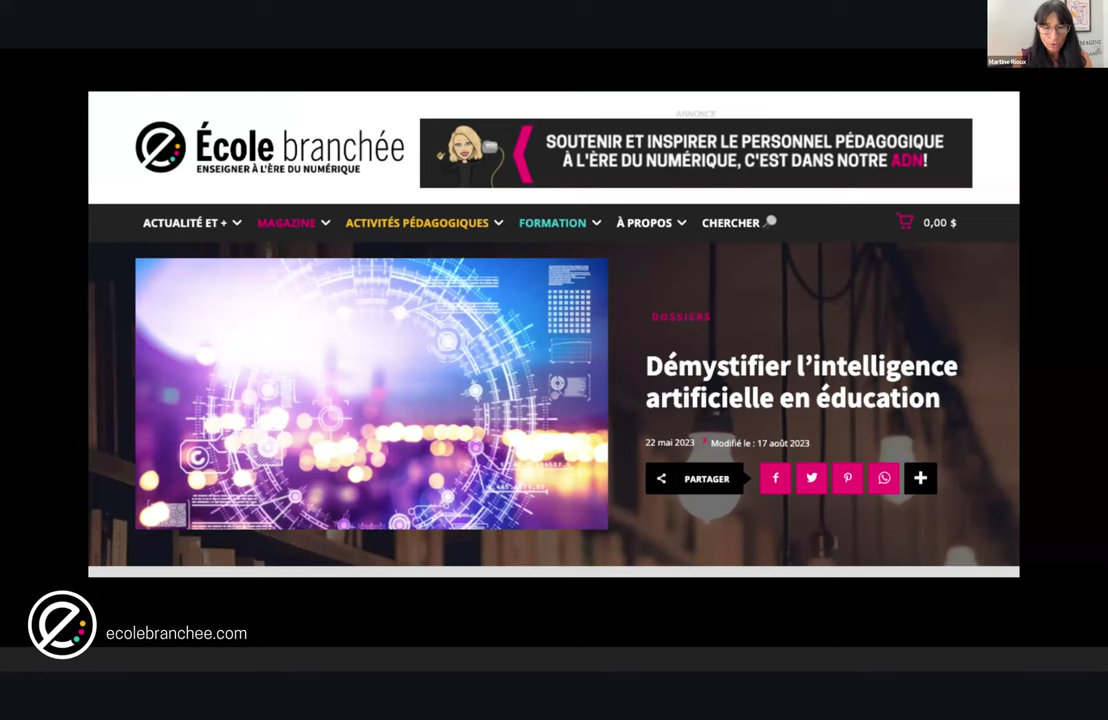 Martine Rioux
ANNONCE
École branchée
ENSEIGNER À L'ÈRE DU NUMÉRIQUE
SOUTENIR ET INSPIRER LE PERSONNEL PÉDAGOGIQUE
À L'ÈRE DU NUMÉRIQUE, C'EST DANS NOTRE ADN!
ACTUALITÉ ET + MAGAZINE ACTIVITÉS PÉDAGOGIQUES FORMATION À PROPOS CHERCHER 0,00 $
DOSSIERS
Démystifier l'intelligence
artificielle en éducation
22 mai 2023 Modifié le : 17 août 2023
PARTAGER
ecolebranchee.com